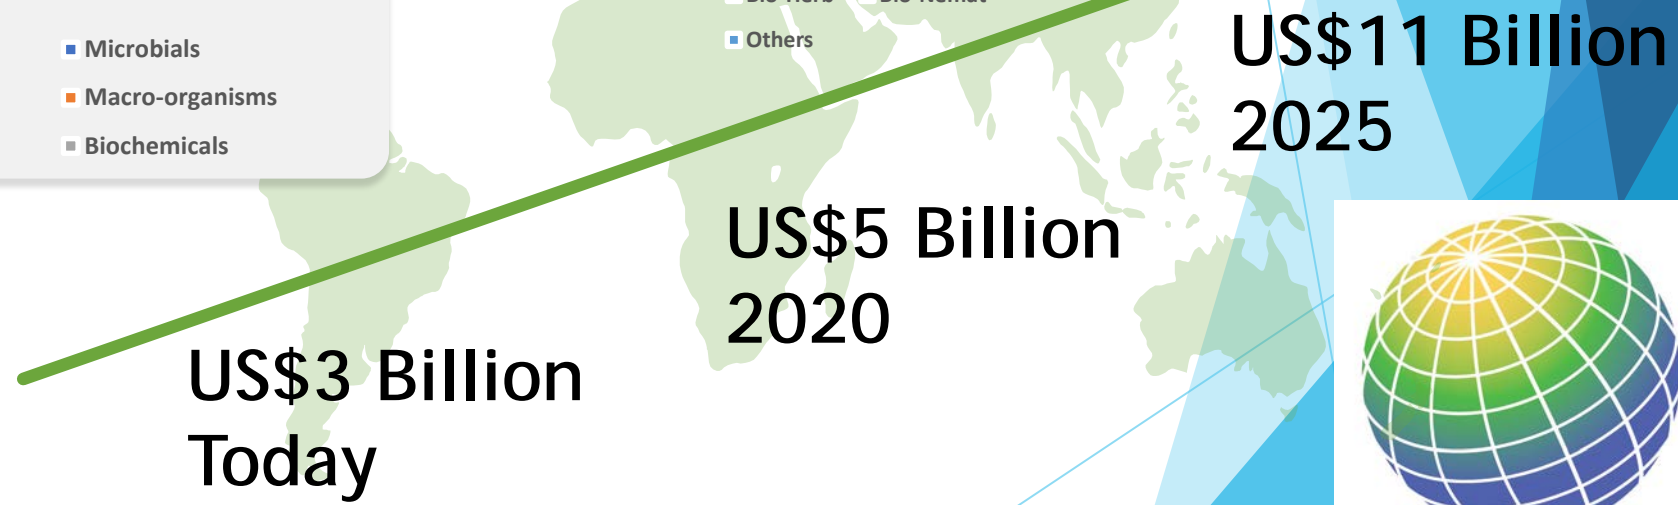 Microbials
Macro-organisms
Biochemicals
Others
US$3 Billion
Today
US$5 Billion
2020
US$11 Billion
2025